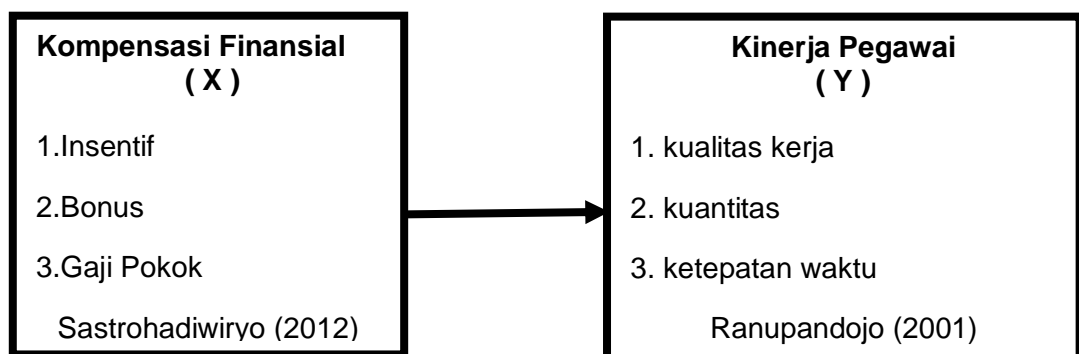 Kompensasi Finansial
( X )
1.Insentif
2.Bonus
3.Gaji Pokok
Sastrohadiwiryo (2012)
Kinerja Pegawai
( Y )
1. kualitas kerja
2. kuantitas
3. ketepatan waktu
Ranupandojo (2001)